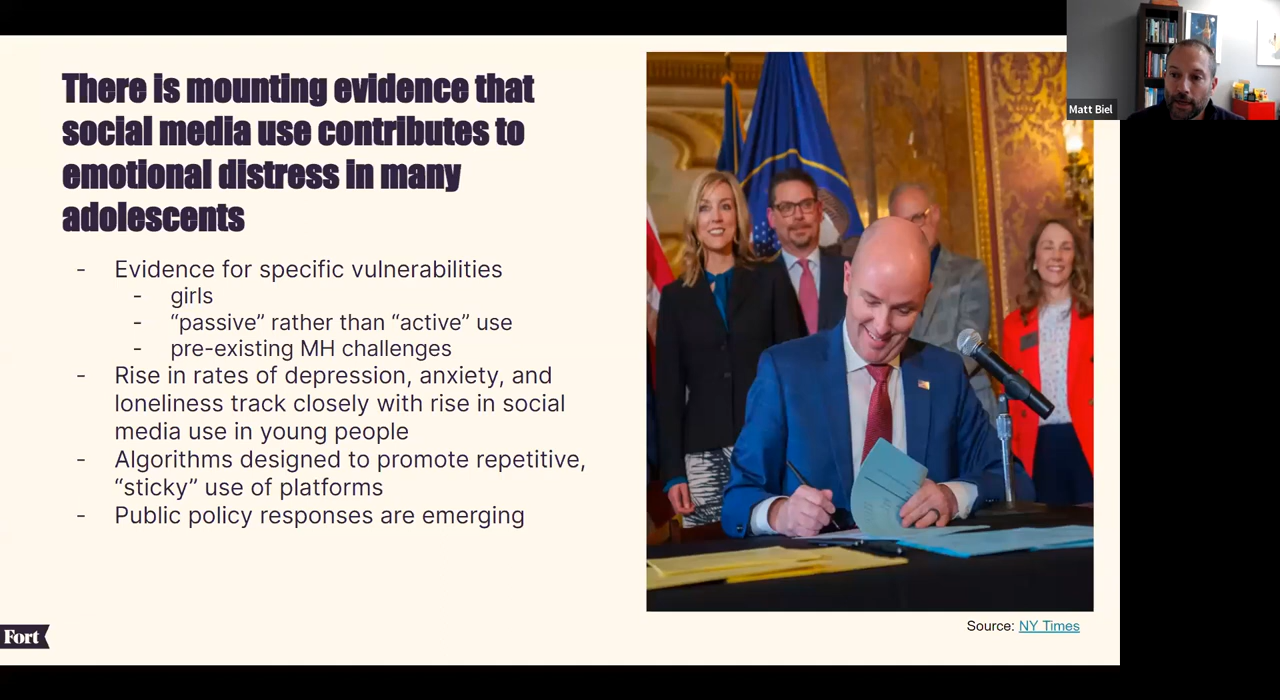 There is mounting evidence that
social media use contributes to
emotional distress in many
adolescents
- Evidence for specific vulnerabilities
- girls
- “passive” rather than “active” use
- pre-existing MH challenges
- Rise in rates of depression, anxiety, and
loneliness track closely with rise in social
media use in young people
- Algorithms designed to promote repetitive,
“sticky” use of platforms
- Public policy responses are emerging
Fort
Source: NY Times
Matt Biel